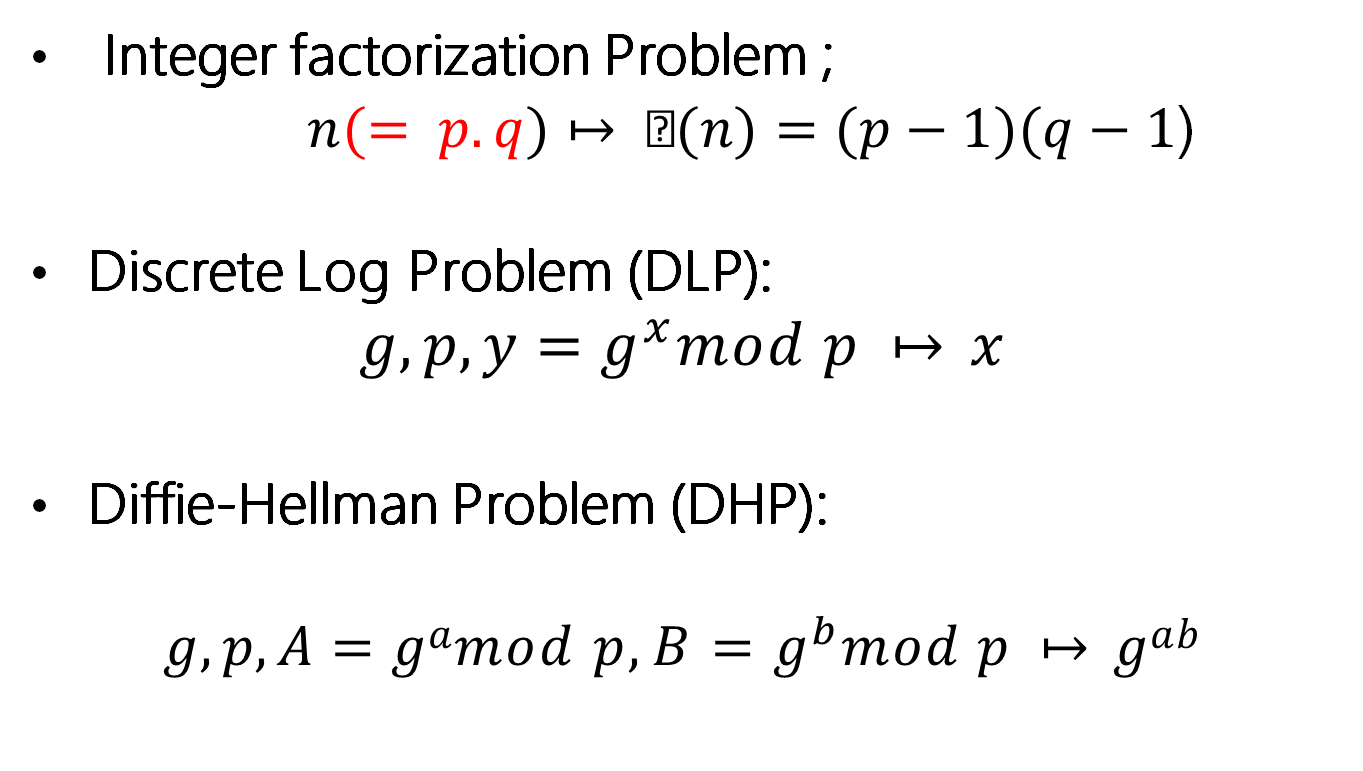 • Integer factorization Problem ;
n(= p.q) ↦ ⍰(n) = (p − 1)(q − 1)
• Discrete Log Problem (DLP):
g, p, y = g^x mod p ↦ x
• Diffie-Hellman Problem (DHP):
g, p, A = g^a mod p, B = g^b mod p ↦ g^ab